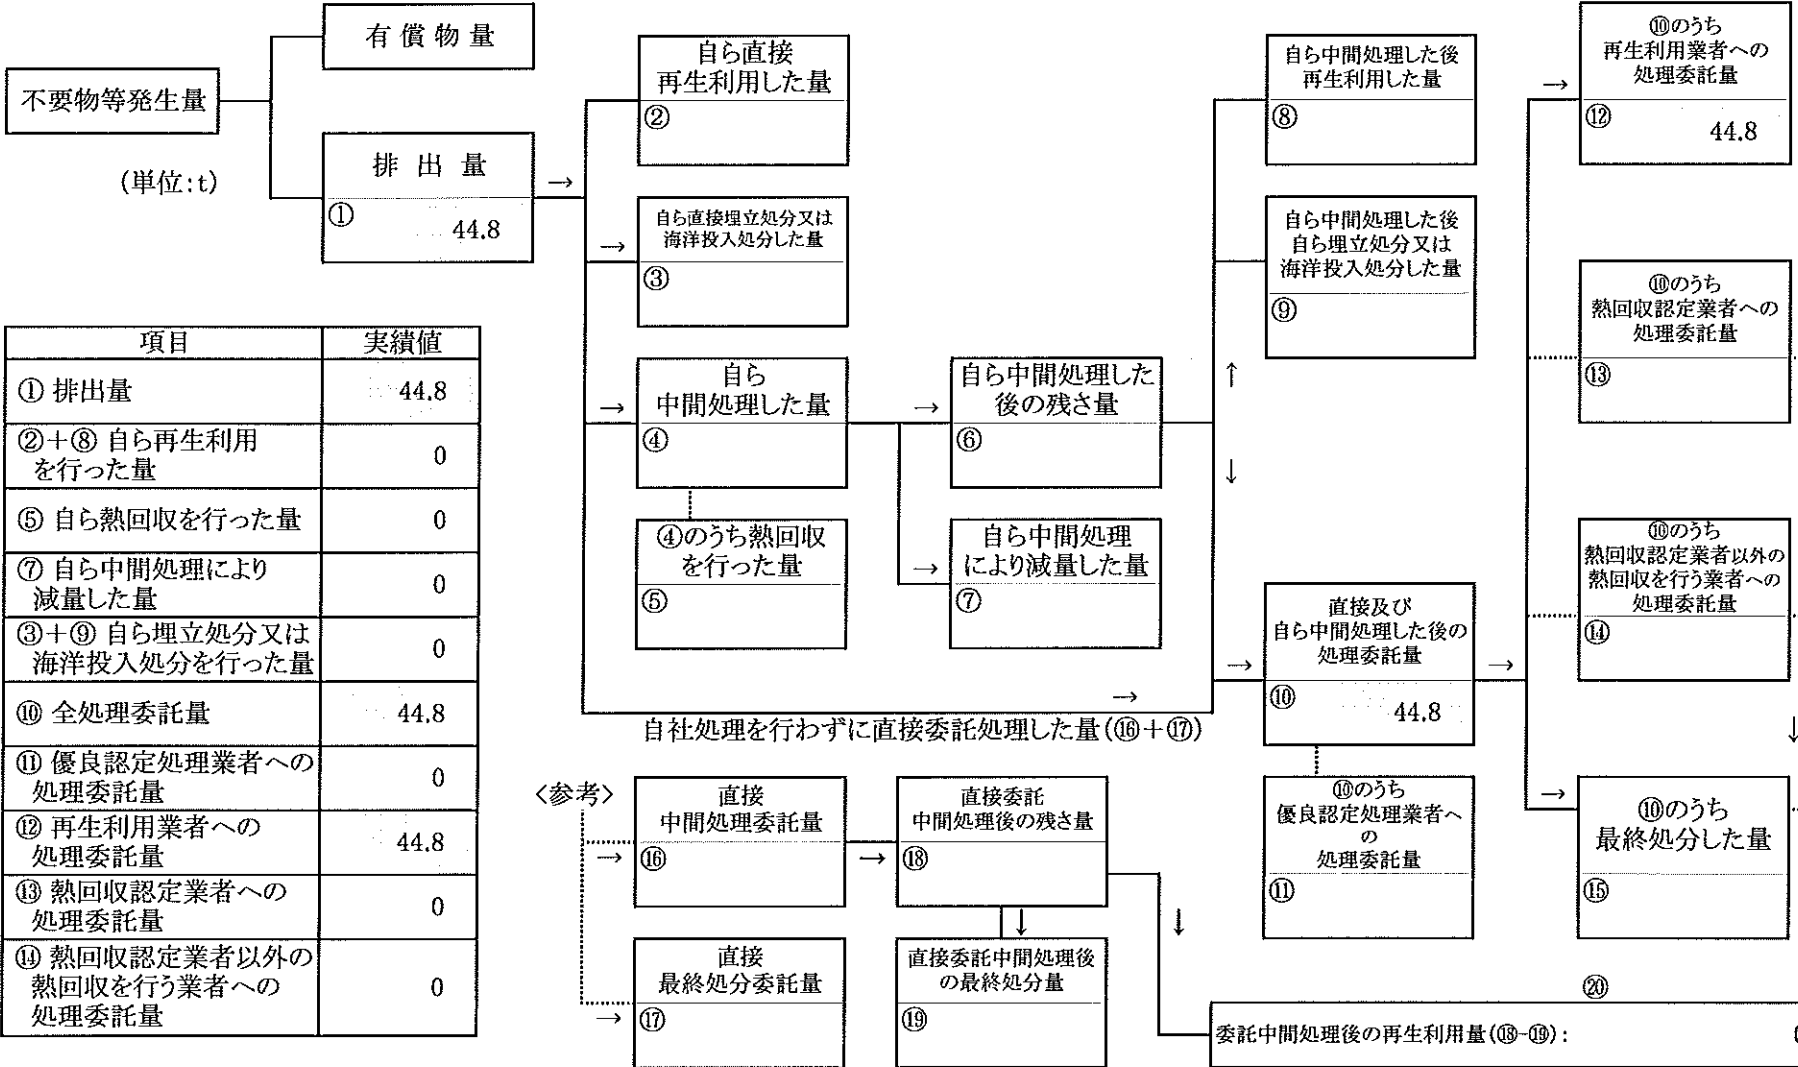 不要物等発生量
(単位:t)
有 償 物 量
排 出 量
①
44.8
→
自ら直接
再生利用した量
②
→
自ら直接埋立処分又は
海洋投入処分した量
③
→
自ら
中間処理した量
④
④のうち熱回収
を行った量
⑤
→
自ら中間処理した
後の残さ量
⑥
→
自ら中間処理
により減量した量
⑦
自ら中間処理した後
再生利用した量
⑧
自ら中間処理した後
自ら埋立処分又は
海洋投入処分した量
⑨
↑
↓
→
自社処理を行わずに直接委託処理した量(⑯+⑰)
→
直接及び
自ら中間処理した後の
処理委託量
⑩
44.8
→
⑩のうち
優良認定処理業者へ
の
処理委託量
⑪
→
⑩のうち
再生利用業者への
処理委託量
⑫
44.8
⑩のうち
熱回収認定業者への
処理委託量
⑬
⑩のうち
熱回収認定業者以外の
熱回収を行う業者への
処理委託量
⑭
↓
→
⑩のうち
最終処分した量
⑮
項目 実績値
① 排出量 44.8
②+⑧ 自ら再生利用
を行った量 0
⑤ 自ら熱回収を行った量 0
⑦ 自ら中間処理により
減量した量 0
③+⑨ 自ら埋立処分又は
海洋投入処分を行った量 0
⑩ 全処理委託量 44.8
⑪ 優良認定処理業者への
処理委託量 0
⑫ 再生利用業者への
処理委託量 44.8
⑬ 熱回収認定業者への
処理委託量 0
⑭ 熱回収認定業者以外の
熱回収を行う業者への
処理委託量 0
〈参考〉
→
直接
中間処理委託量
⑯
→
直接委託
中間処理後の残さ量
⑱
↓
↓
→
直接
最終処分委託量
⑰
直接委託中間処理後
の最終処分量
⑲
⑳
委託中間処理後の再生利用量(⑱-⑲):